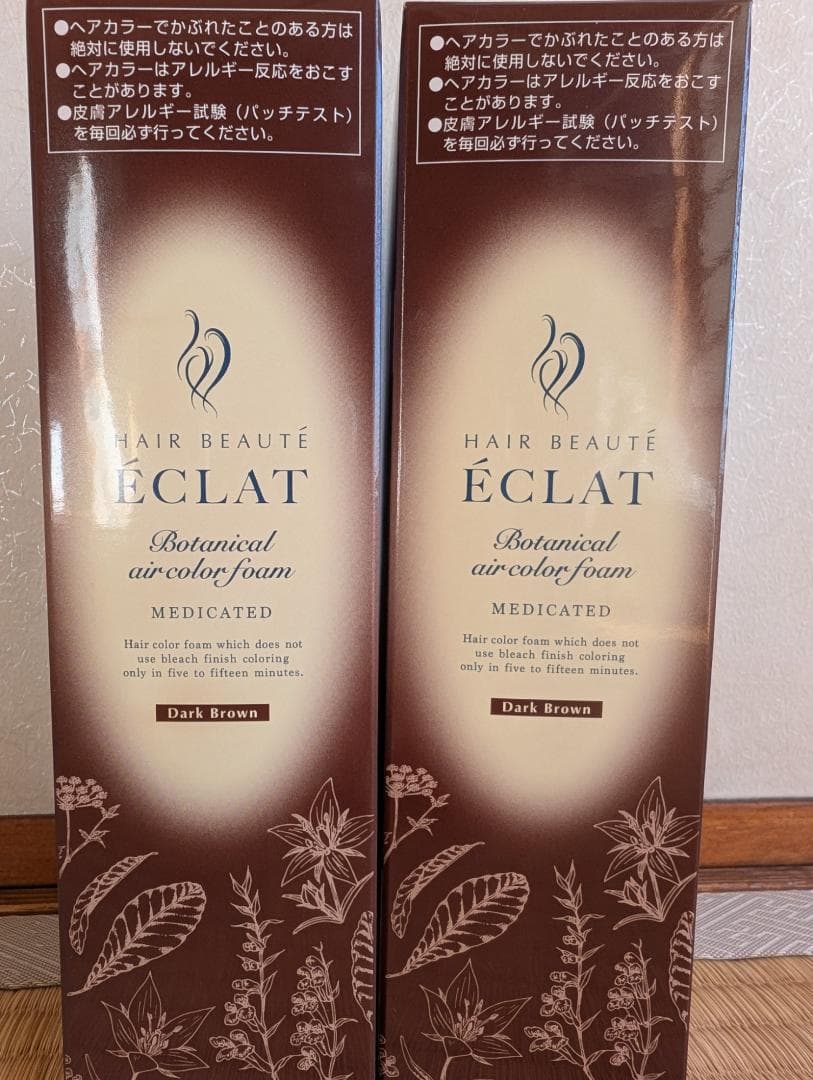 ●ヘアカラーでかぶれたことのある方は
絶対に使用しないでください。
●ヘアカラーはアレルギー反応をおこす
ことがあります。
●皮膚アレルギー試験（パッチテスト）
を毎回必ず行ってください。
HAIR BEAUTÉ
ÉCLAT
Botanical
air color foam
MEDICATED
Hair color foam which does not
use bleach finish coloring
only in five to fifteen minutes.
Dark Brown
●ヘアカラーでかぶれたことのある方は
絶対に使用しないでください。
●ヘアカラーはアレルギー反応をおこす
ことがあります。
●皮膚アレルギー試験（パッチテスト）
を毎回必ず行ってください。
HAIR BEAUTÉ
ÉCLAT
Botanical
air color foam
MEDICATED
Hair color foam which does not
use bleach finish coloring
only in five to fifteen minutes.
Dark Brown